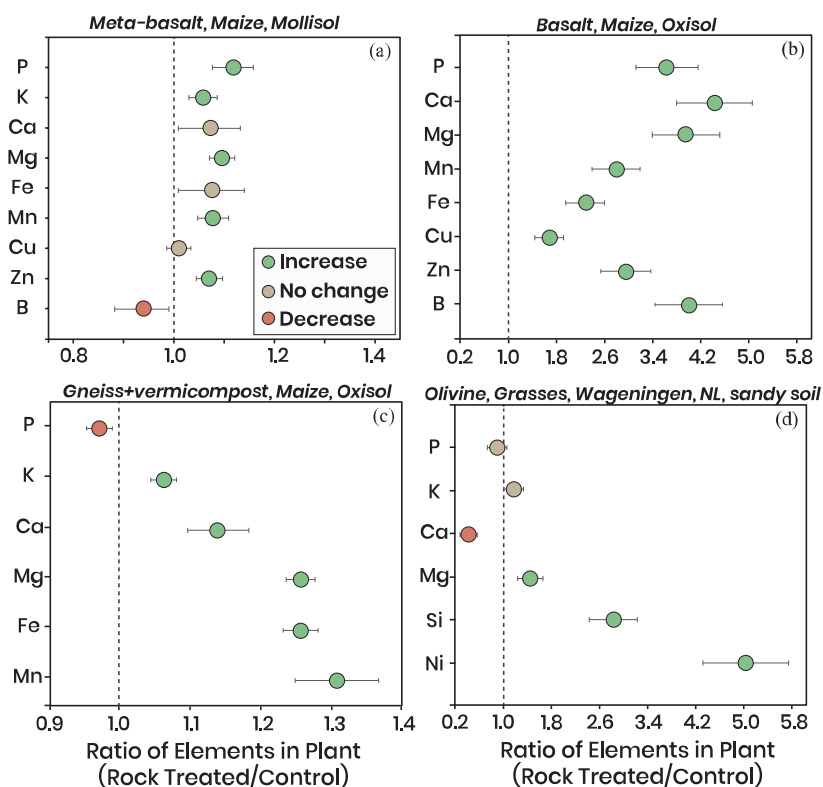 Meta-basalt, Maize, Mollisol
(a)
P
K
Ca
Mg
Fe
Mn
Cu
Zn
B
Increase
No change
Decrease
0.8 1.0 1.2 1.4
Basalt, Maize, Oxisol
(b)
P
Ca
Mg
Mn
Fe
Cu
Zn
B
0.2 1.0 1.8 2.6 3.4 4.2 5.0 5.8
Gneiss+vermicompost, Maize, Oxisol
(c)
P
K
Ca
Mg
Fe
Mn
0.9 1.0 1.2 1.3 1.4
Ratio of Elements in Plant
(Rock Treated/Control)
Olivine, Grasses, Wageningen, NL, sandy soil
(d)
P
K
Ca
Mg
Si
Ni
0.2 1.0 1.8 2.6 3.4 4.2 5.0 5.8
Ratio of Elements in Plant
(Rock Treated/Control)